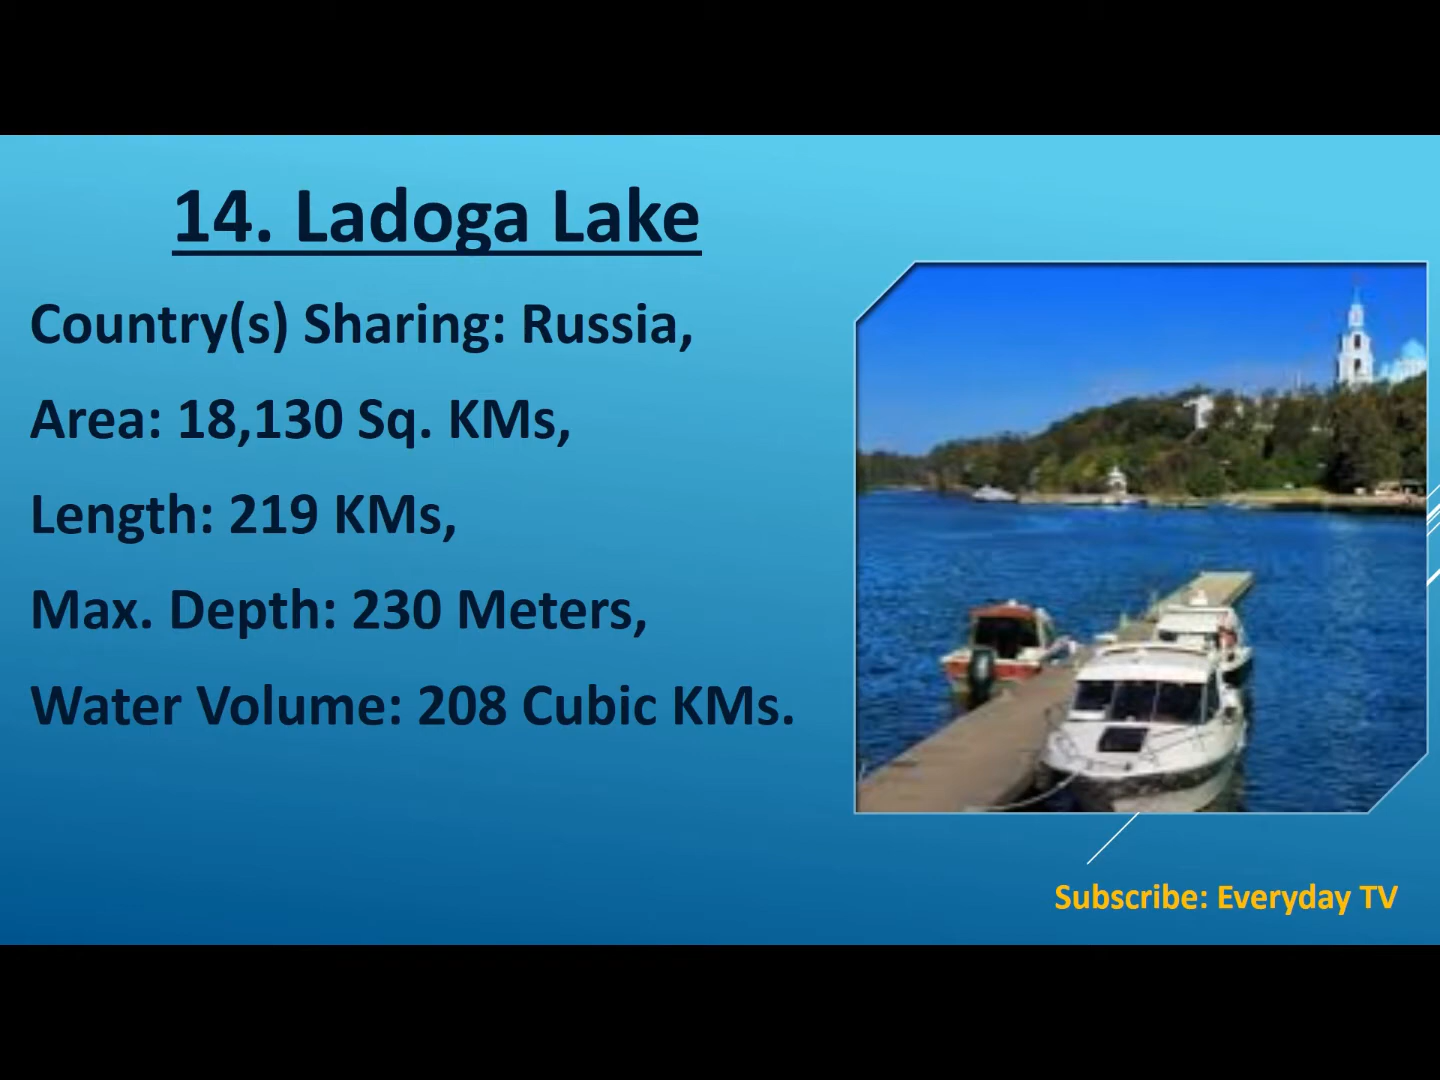 14. Ladoga Lake
Country(s) Sharing: Russia,
Area: 18,130 Sq. KMs,
Length: 219 KMs,
Max. Depth: 230 Meters,
Water Volume: 208 Cubic KMs.
Subscribe: Everyday TV